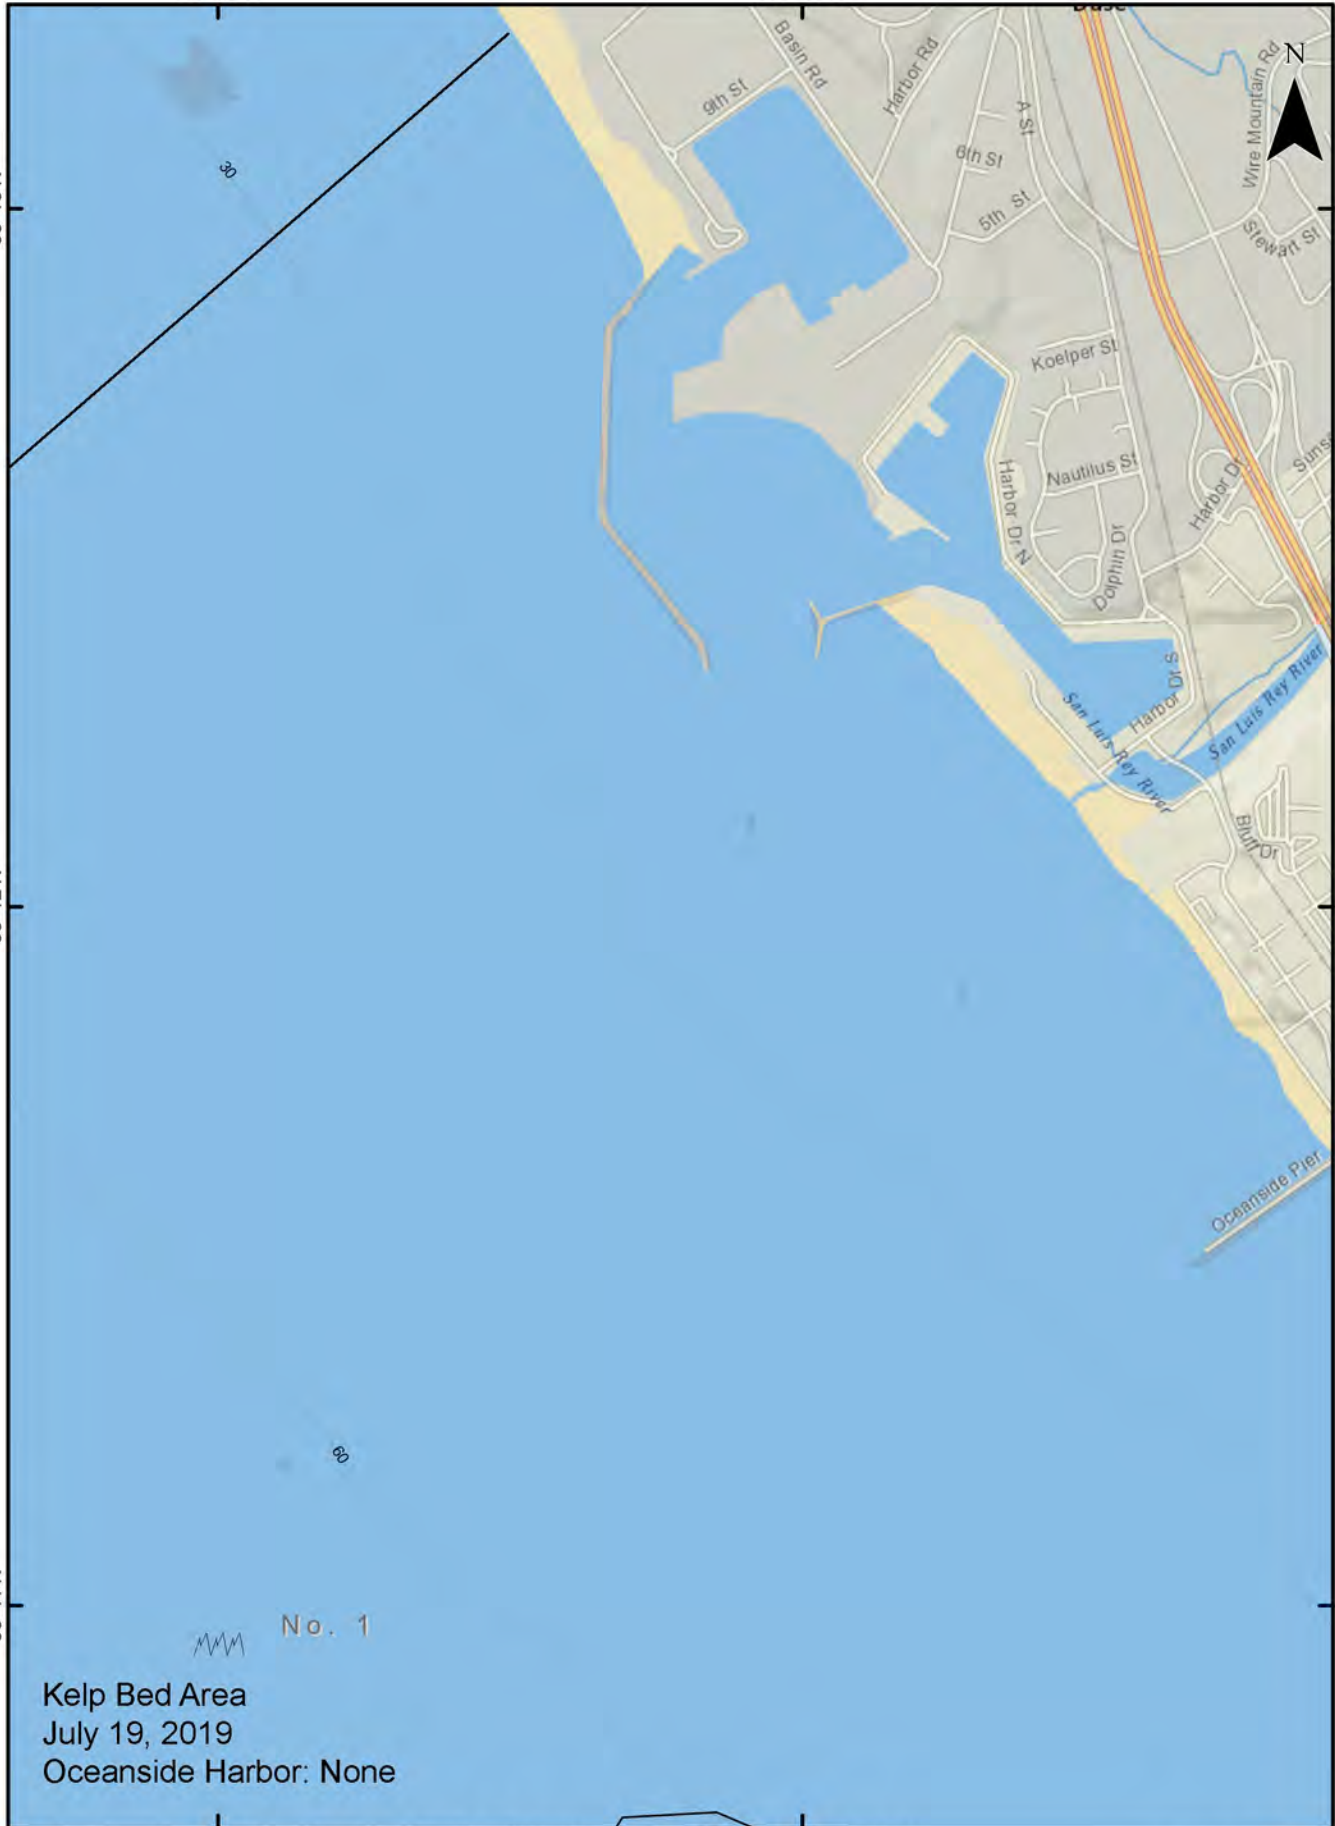 Basin Rd
Harbor Rd
N
Wire Mountain Rd
9th St
A St
6th St
30
5th St
Stewart St
Koelper St
Nautilus St
Harbor Dr N
Harbor Dr
Dolphin Dr
San Luis Rey River
Harbor Dr S
San Luis Rey River
Bluff Dr
Oceanside Pier
60
No. 1
Kelp Bed Area
July 19, 2019
Oceanside Harbor: None